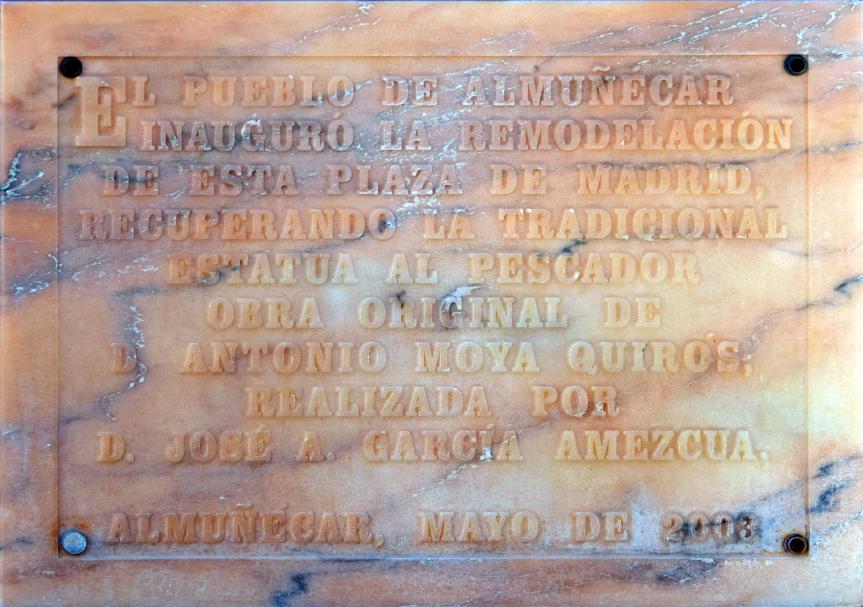 EL PUEBLO DE ALMUÑECAR
INAUGURÓ LA REMODELACIÓN
DE ESTA PLAZA DE MADRID,
RECUPERANDO LA TRADICIONAL
ESTATUA AL PESCADOR
OBRA ORIGINAL DE
D. ANTONIO MOYA QUIROS;
REALIZADA POR
D. JOSÉ A. GARCÍA AMEZCUA.
ALMUÑECAR, MAYO DE 2003